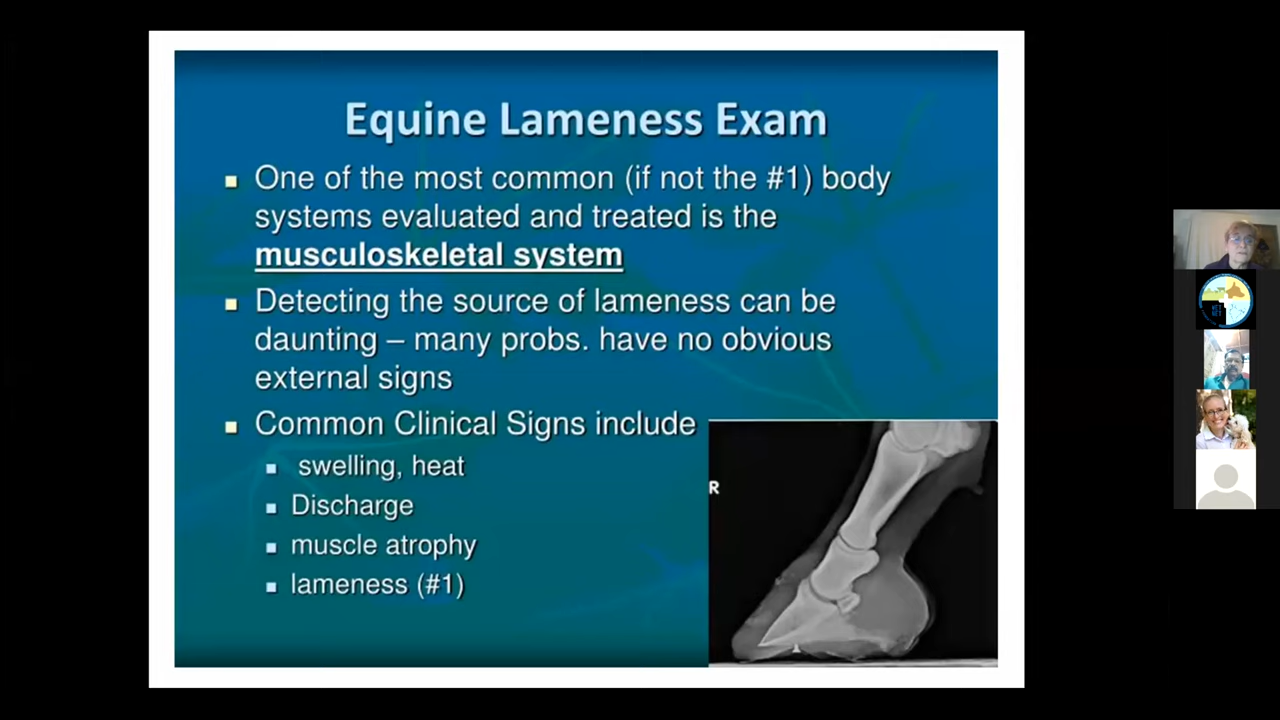 Equine Lameness Exam
One of the most common (if not the #1) body
systems evaluated and treated is the
musculoskeletal system
Detecting the source of lameness can be
daunting – many probs. have no obvious
external signs
Common Clinical Signs include
swelling, heat
Discharge
muscle atrophy
lameness (#1)
R